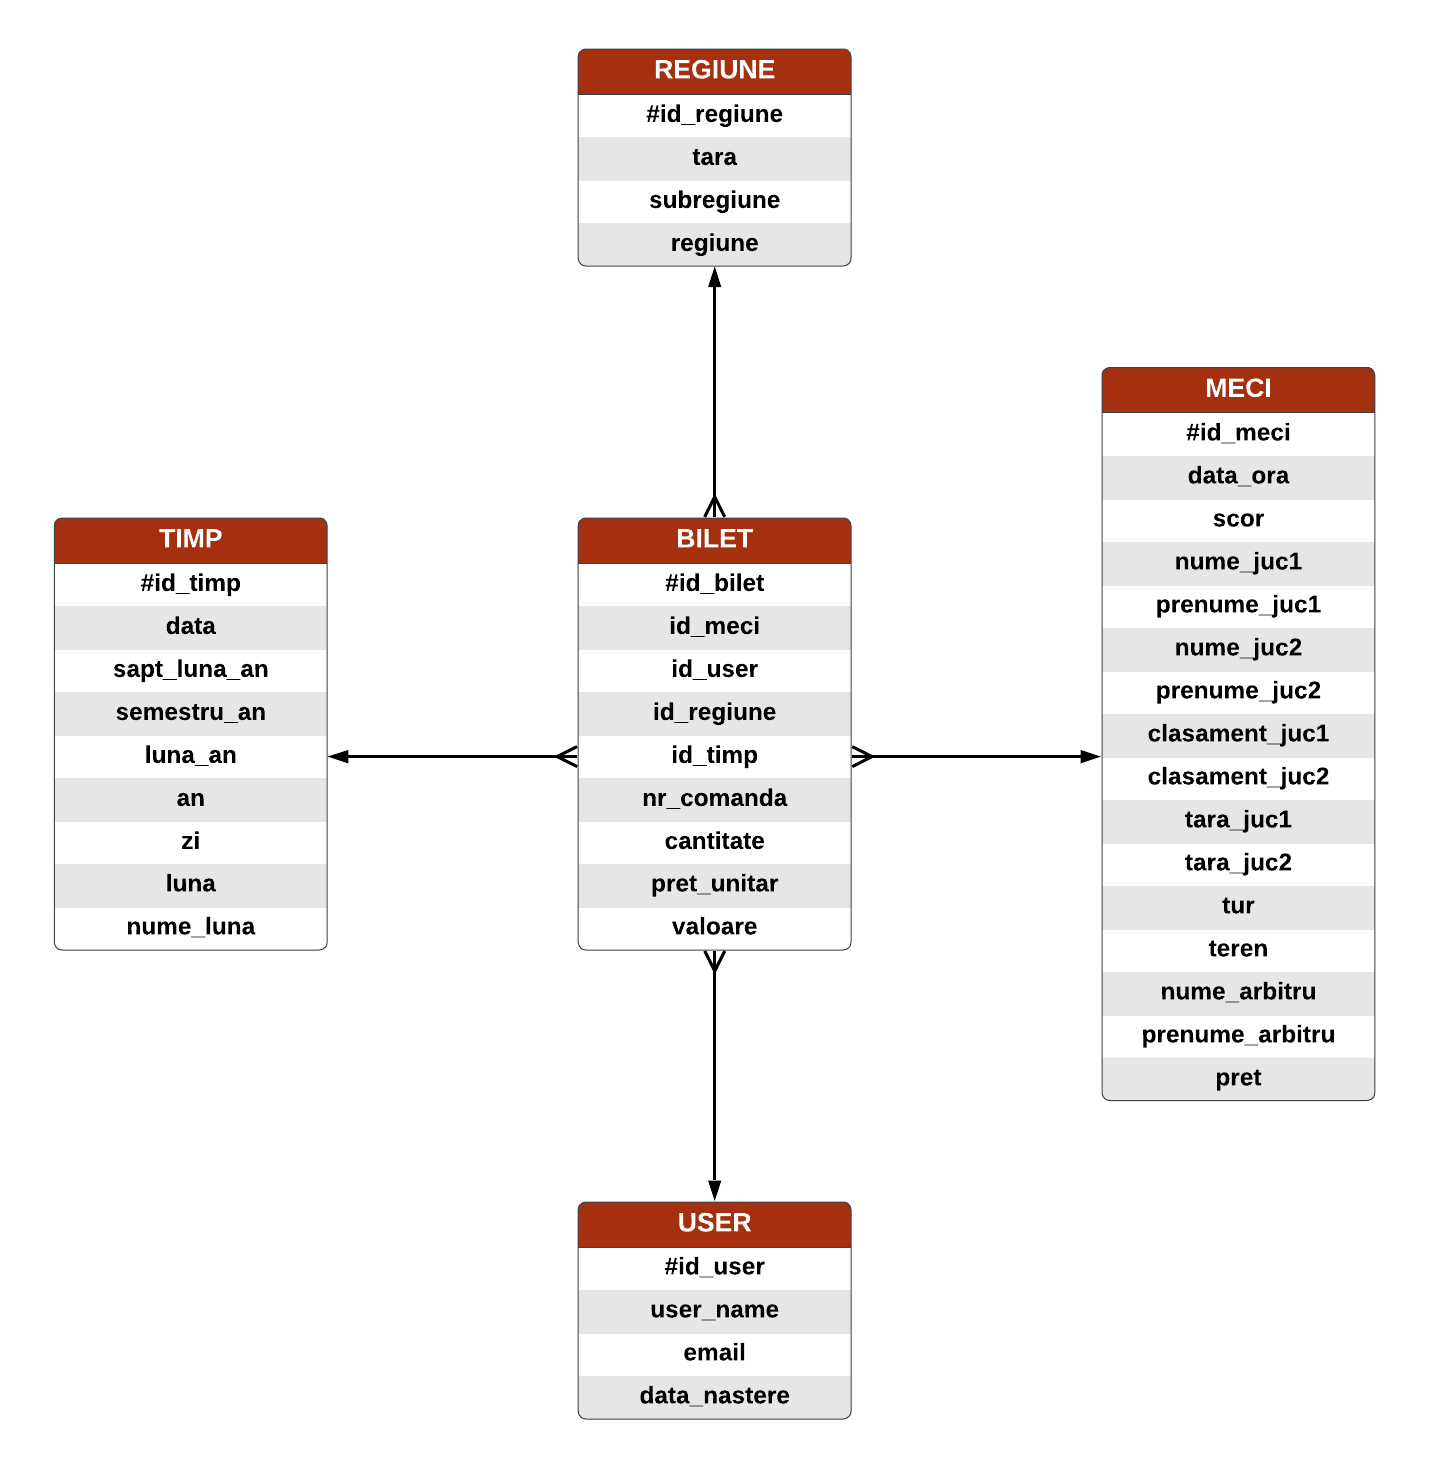 REGIUNE
#id_regiune
tara
subregiune
regiune
MECI
#id_meci
data_ora
scor
nume_juc1
prenume_juc1
nume_juc2
prenume_juc2
clasament_juc1
clasament_juc2
tara_juc1
tara_juc2
tur
teren
nume_arbitru
prenume_arbitru
pret
TIMP
#id_timp
data
sapt_luna_an
semestru_an
luna_an
an
zi
luna
nume_luna
BILET
#id_bilet
id_meci
id_user
id_regiune
id_timp
nr_comanda
cantitate
pret_unitar
valoare
USER
#id_user
user_name
email
data_nastere